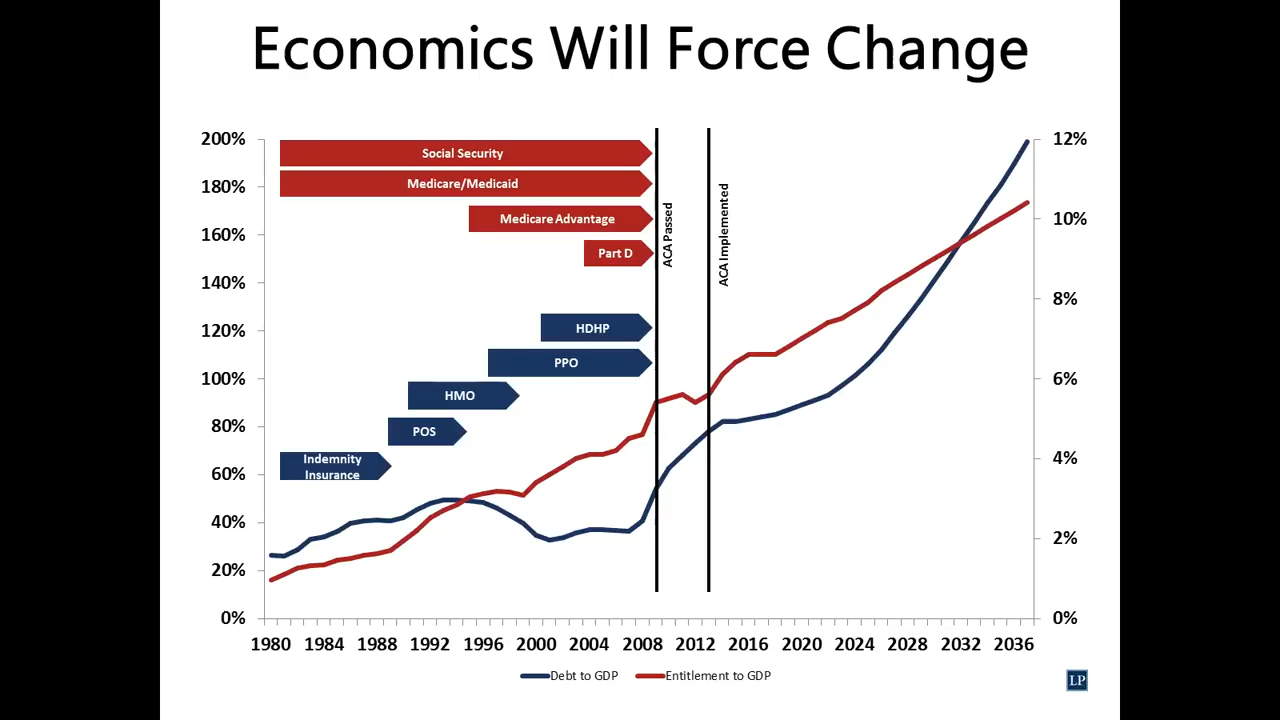 Economics Will Force Change
200%
180%
160%
140%
120%
100%
80%
60%
40%
20%
0%
12%
10%
8%
6%
4%
2%
0%
Social Security
Medicare/Medicaid
Medicare Advantage
Part D
HDHP
PPO
HMO
POS
Indemnity
Insurance
ACA Passed
ACA Implemented
1980 1984 1988 1992 1996 2000 2004 2008 2012 2016 2020 2024 2028 2032 2036
Debt to GDP Entitlement to GDP
LP